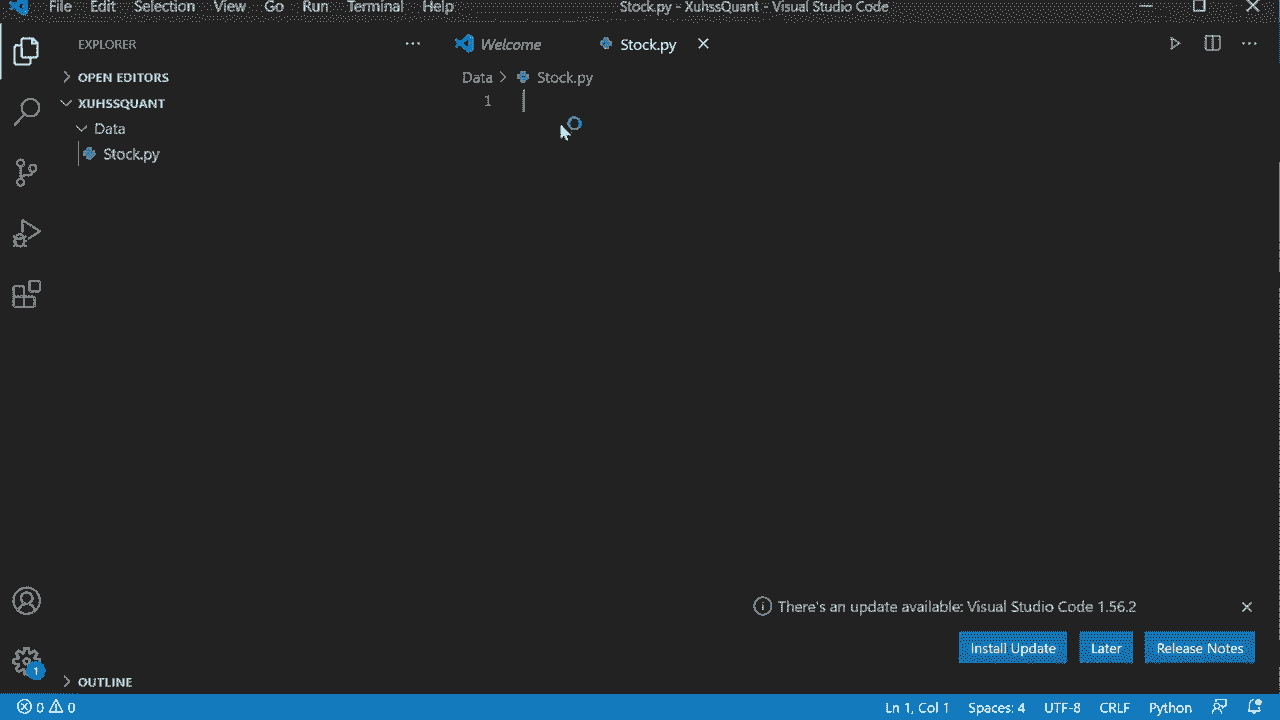 File Edit Selection View Go Run Terminal Help Stock.py - XuhssQuant - Visual Studio Code
EXPLORER
Welcome Stock.py
OPEN EDITORS
Data Stock.py
XUHSSQUANT
1
Data
Stock.py
There's an update available: Visual Studio Code 1.56.2
Install Update Later Release Notes
1
OUTLINE
0 0 Ln 1, Col 1 Spaces: 4 UTF-8 CRLF Python